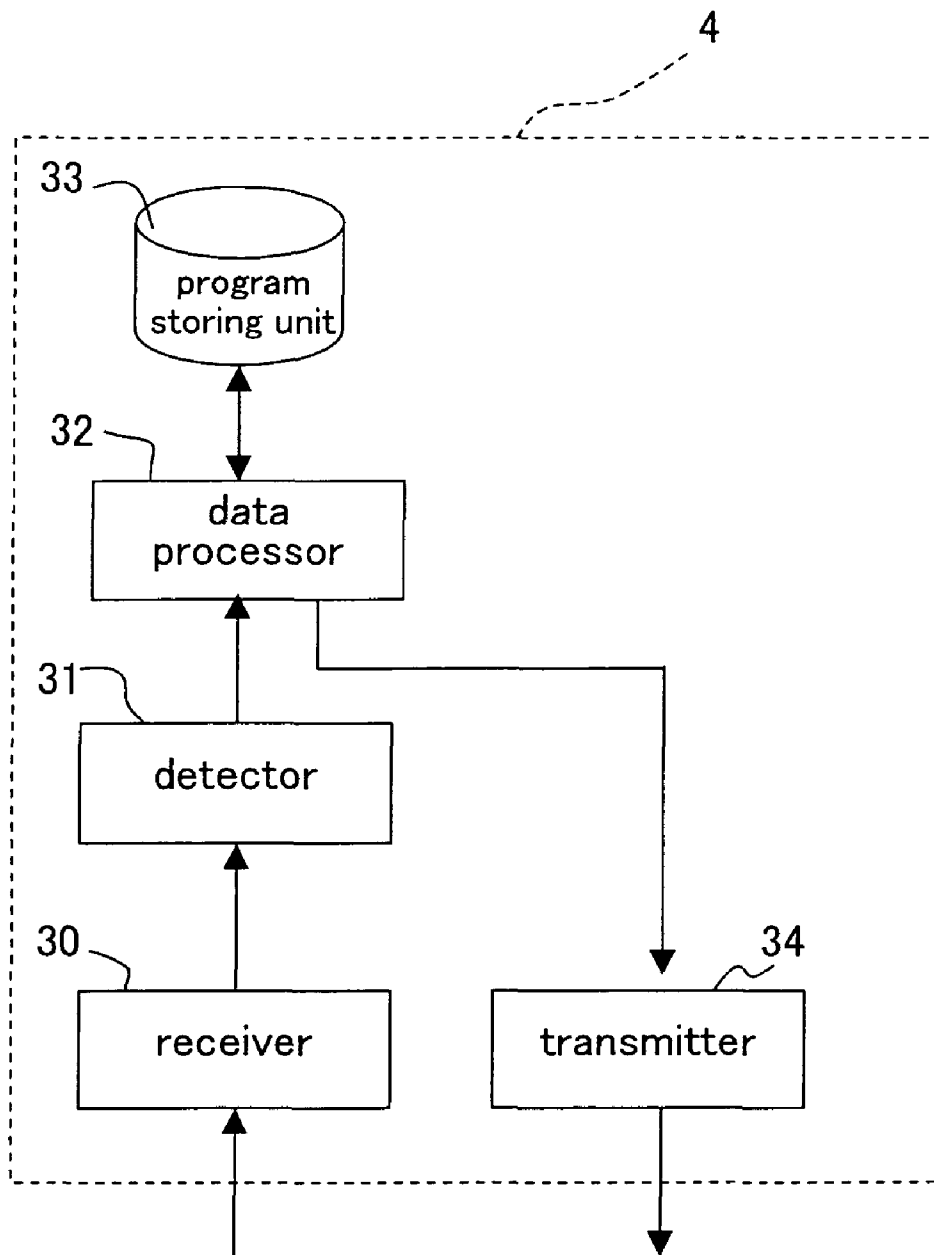 4
33
program
storing unit
32
data
processor
31
detector
30
receiver
34
transmitter